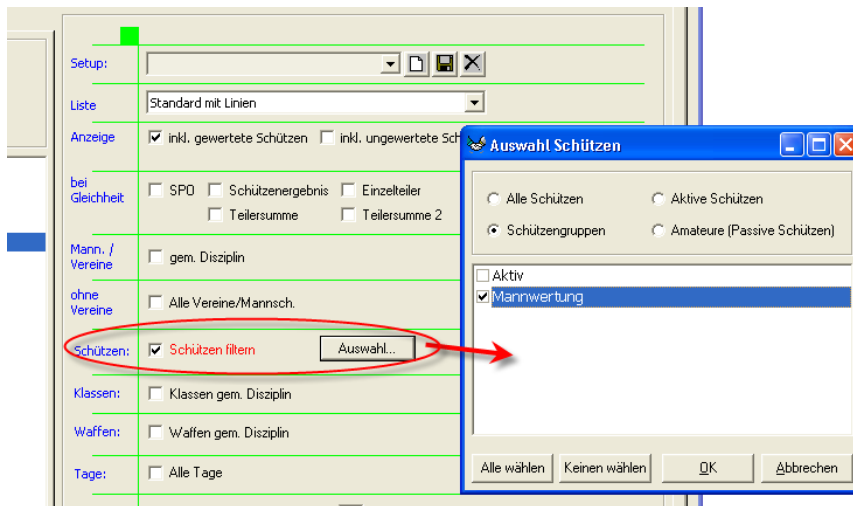 Setup:
Liste
Standard mit Linien
Anzeige
inkl. gewertete Schützen
inkl. ungewertete Sch
bei
Gleichheit
SPO
Schützenergebnis
Einzelteiler
Teilersumme
Teilersumme 2
Mann. /
Vereine
gem. Disziplin
ohne
Vereine
Alle Vereine/Mannsch.
Schützen:
Schützen filtern
Auswahl...
Klassen:
Klassen gem. Disziplin
Waffen:
Waffen gem. Disziplin
Tage:
Alle Tage
Auswahl Schützen
Alle Schützen
Aktive Schützen
Schützengruppen
Amateure (Passive Schützen)
Aktiv
Mannwertung
Alle wählen
Keinen wählen
OK
Abbrechen